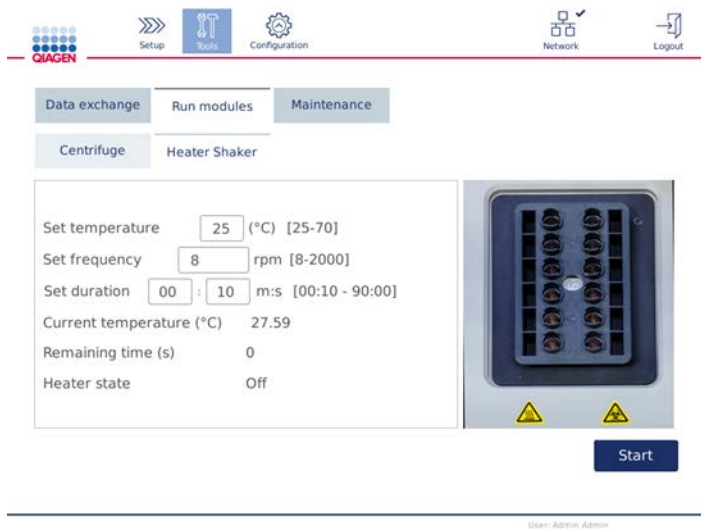 QIAGEN
Setup
Tools
Configuration
Network
Logout
Data exchange
Run modules
Maintenance
Centrifuge
Heater Shaker
Set temperature 25 (°C) [25-70]
Set frequency 8 rpm [8-2000]
Set duration 00 : 10 m:s [00:10 - 90:00]
Current temperature (°C) 27.59
Remaining time (s) 0
Heater state Off
Start
User: Admin Admin